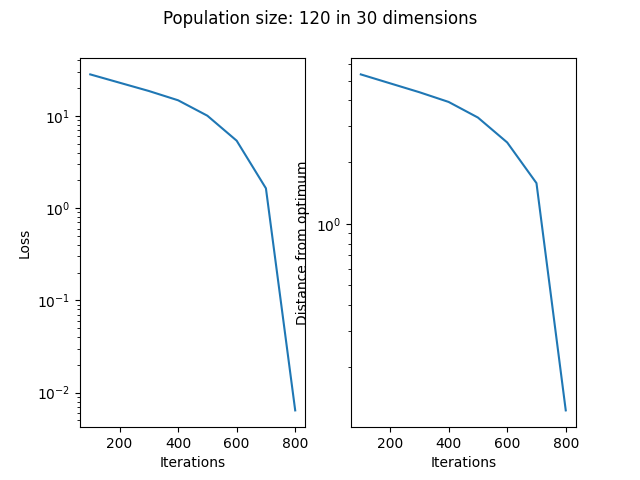 Population size: 120 in 30 dimensions
10¹
10⁰
10⁻¹
10⁻²
Loss
200 400 600 800
Iterations
10⁰
Distance from optimum
200 400 600 800
Iterations